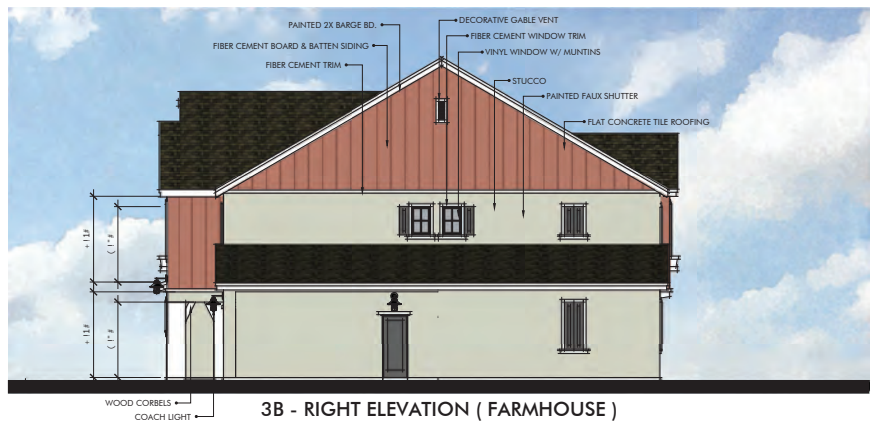 DECORATIVE GABLE VENT
PAINTED 2X BARGE BD.
FIBER CEMENT WINDOW TRIM
FIBER CEMENT BOARD & BATTEN SIDING
VINYL WINDOW W/ MUNTINS
FIBER CEMENT TRIM
STUCCO
PAINTED FAUX SHUTTER
FLAT CONCRETE TILE ROOFING
WOOD CORBELS
COACH LIGHT
3B - RIGHT ELEVATION ( FARMHOUSE )